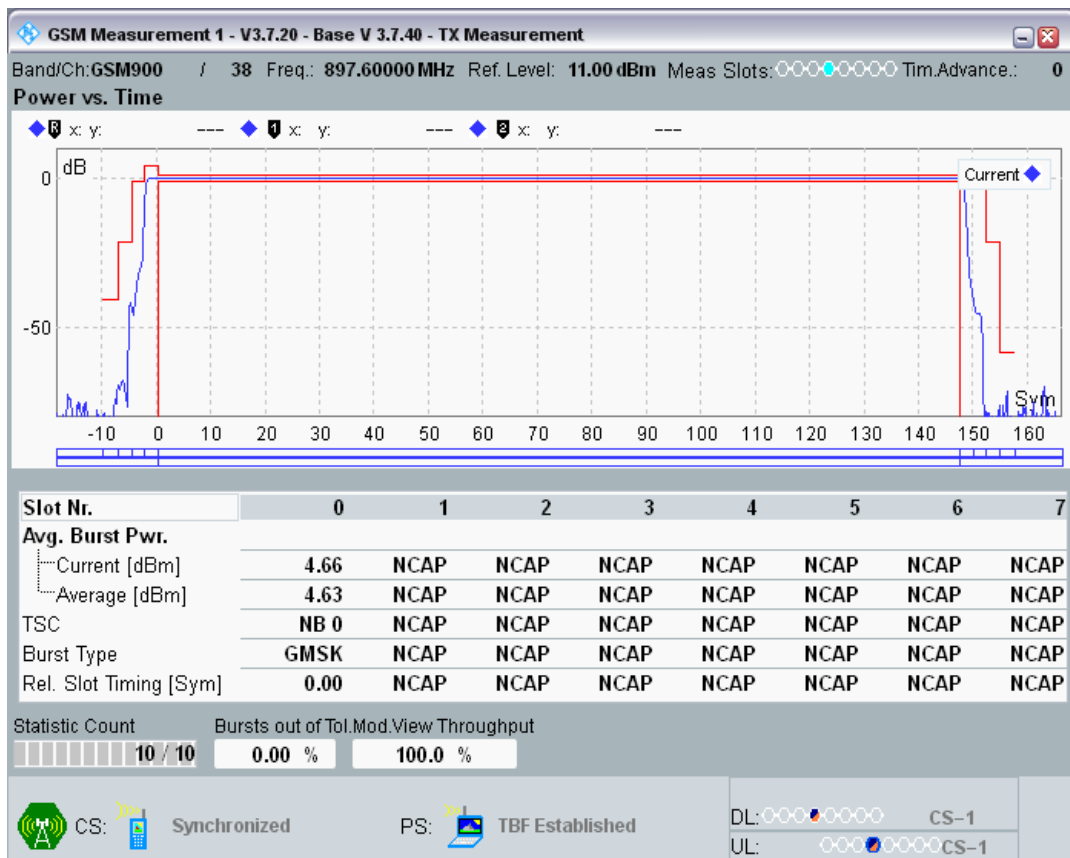 GSM Measurement 1 - V3.7.20 - Base V 3.7.40 - TX Measurement
Band/Ch:GSM900 / 38 Freq.: 897.60000 MHz Ref. Level: 11.00 dBm Meas Slots: Tim.Advance.: 0
Power vs. Time
R x: y: --- 1 x: y: --- 2 x: y: ---
dB
Current
0
-50
Sym
-10 0 10 20 30 40 50 60 70 80 90 100 110 120 130 140 150 160
Slot Nr. 0 1 2 3 4 5 6 7
Avg. Burst Pwr.
Current [dBm] 4.66 NCAP NCAP NCAP NCAP NCAP NCAP NCAP
Average [dBm] 4.63 NCAP NCAP NCAP NCAP NCAP NCAP NCAP
TSC NB 0 NCAP NCAP NCAP NCAP NCAP NCAP NCAP
Burst Type GMSK NCAP NCAP NCAP NCAP NCAP NCAP NCAP
Rel. Slot Timing [Sym] 0.00 NCAP NCAP NCAP NCAP NCAP NCAP NCAP
Statistic Count Bursts out of Tol.Mod.View Throughput
10 / 10 0.00 % 100.0 %
CS: Synchronized PS: TBF Established
DL: CS-1
UL: CS-1